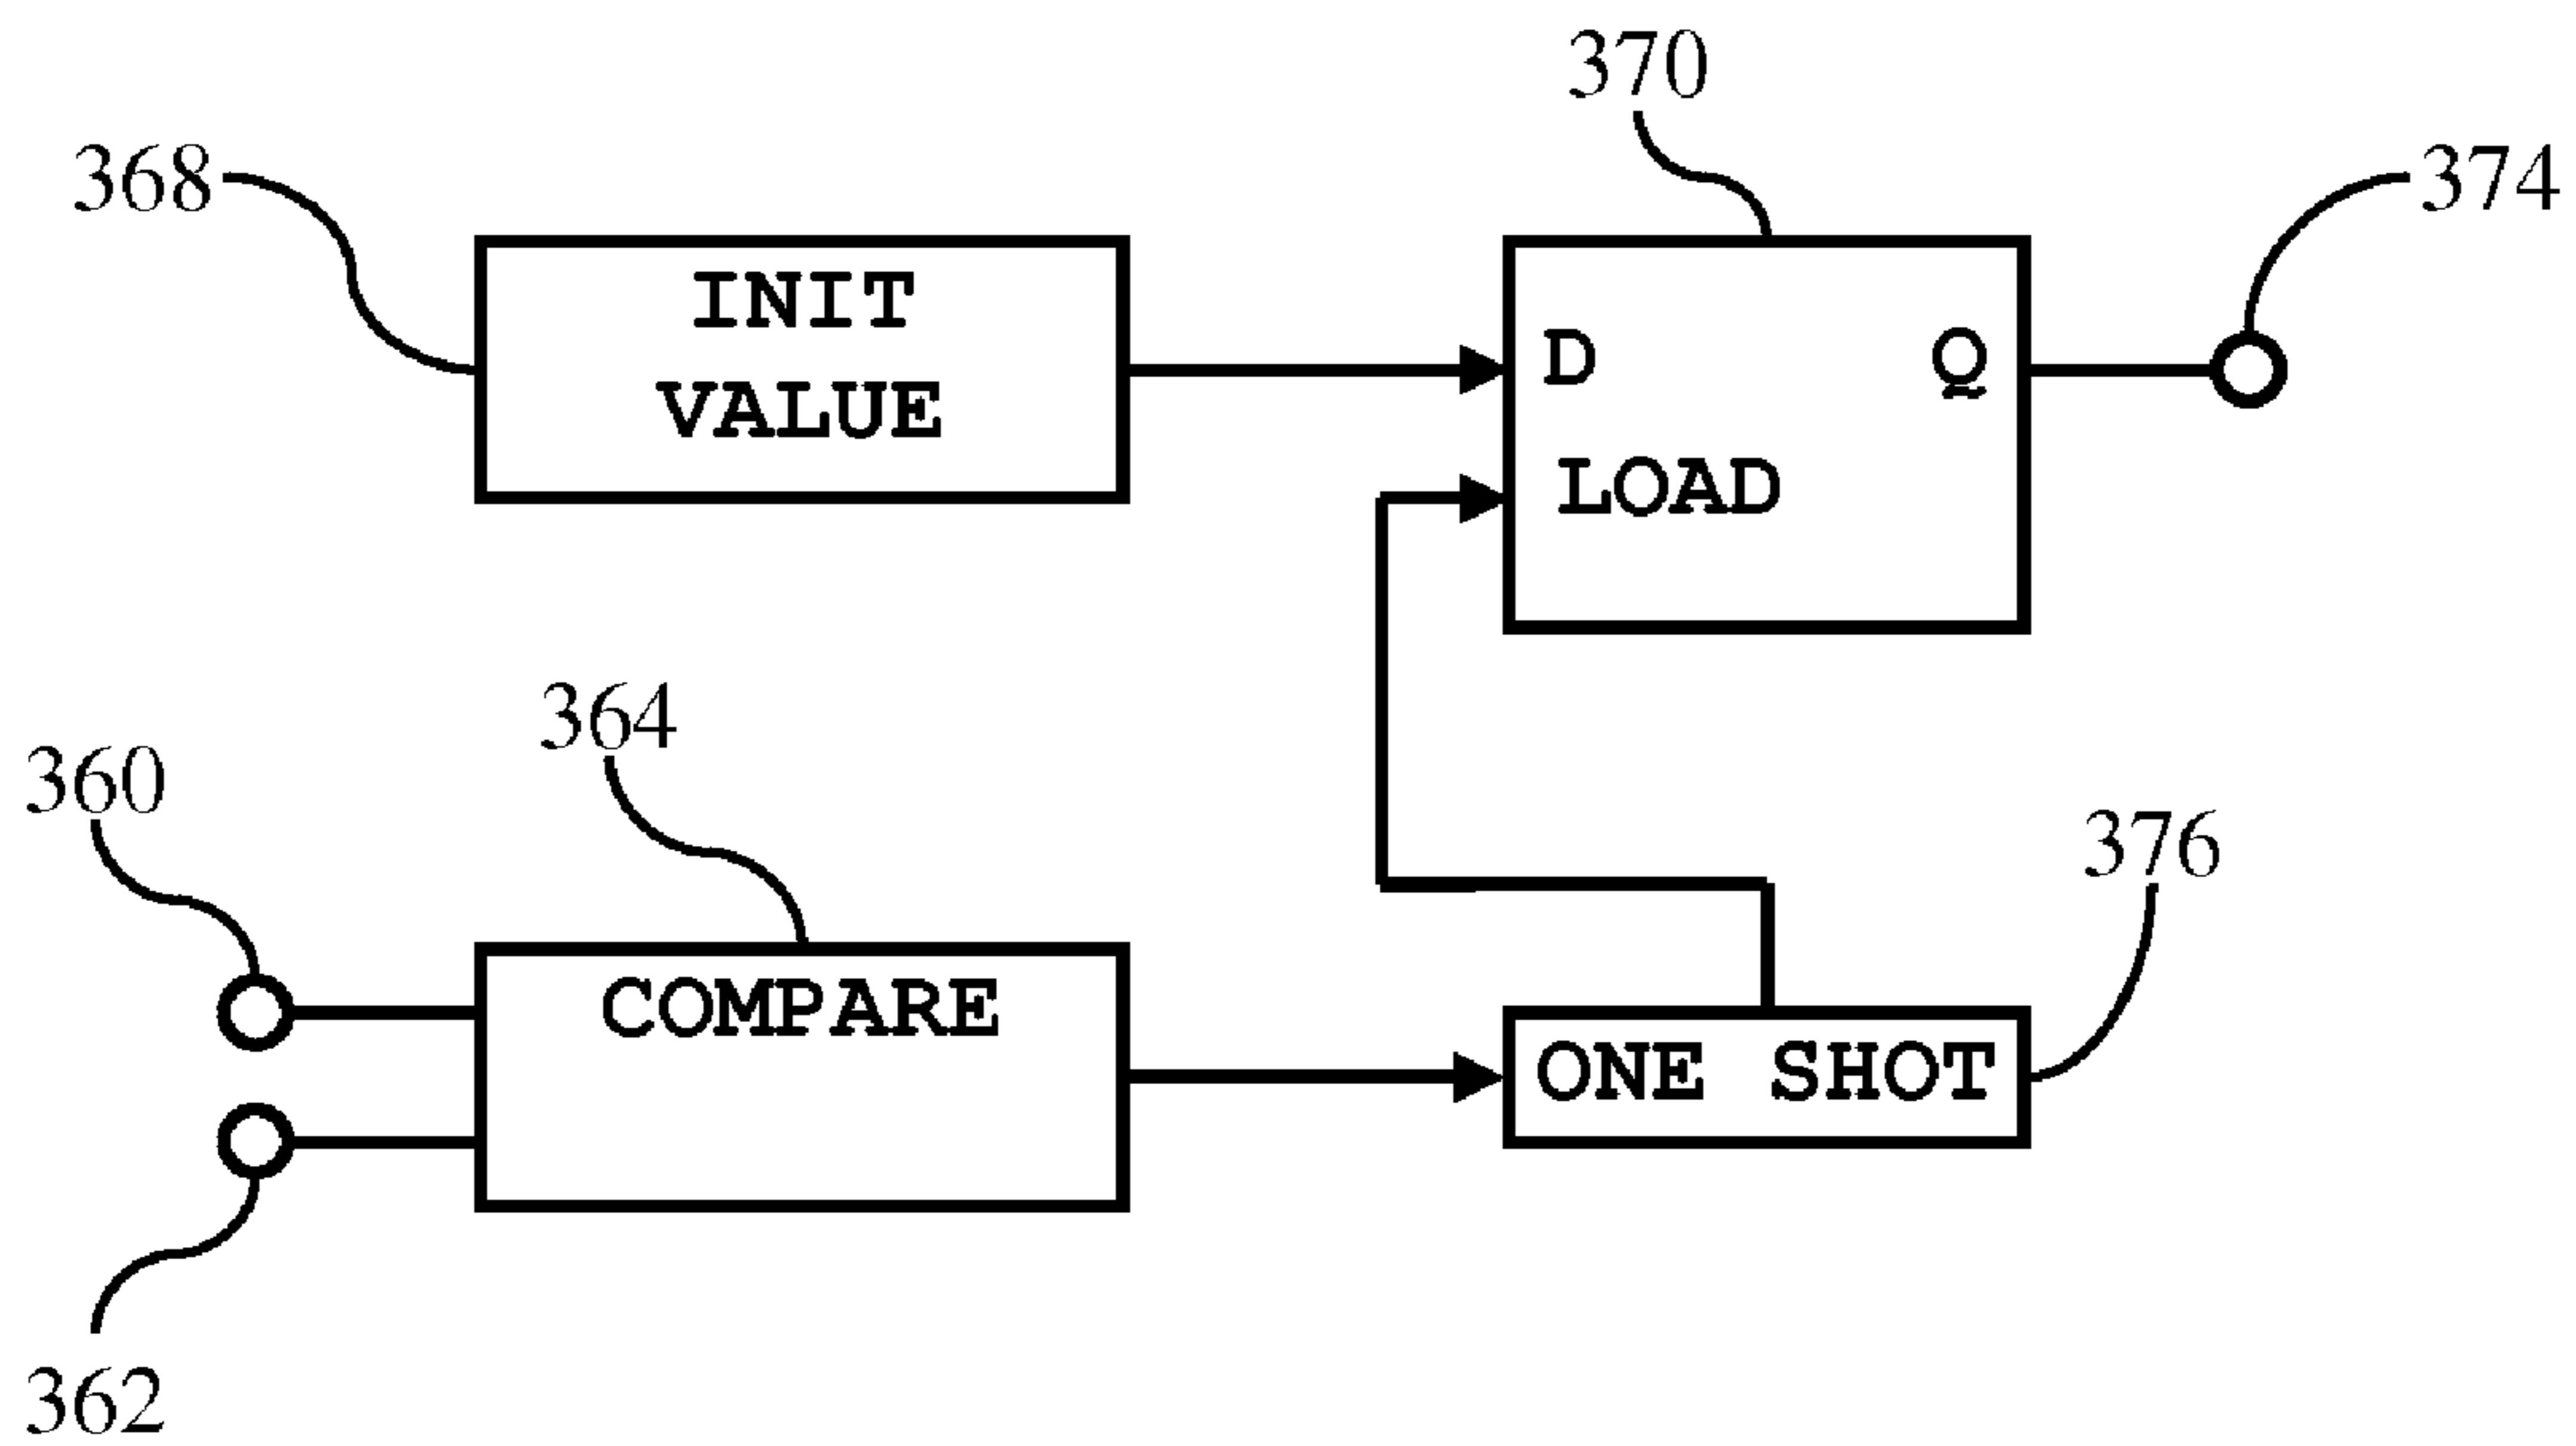 370
368
374
INIT
VALUE
D
Q
LOAD
364
360
376
COMPARE
ONE SHOT
362